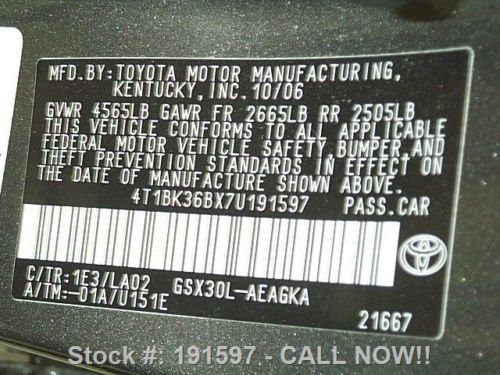 MFD.BY:TOYOTA MOTOR MANUFACTURING,
KENTUCKY, INC. 10/06
GVWR 4565LB GAWR FR 2665LB RR 2505LB
THIS VEHICLE CONFORMS TO ALL APPLICABLE
FEDERAL MOTOR VEHICLE SAFETY, BUMPER, AND
THEFT PREVENTION STANDARDS IN EFFECT ON
THE DATE OF MANUFACTURE SHOWN ABOVE.
4T1BK36BX7U191597 PASS.CAR
C/TR:1E3/LA02 GSX30L-AEAGKA
A/TM:-01A/U151E
21667
Stock #: 191597 - CALL NOW!!